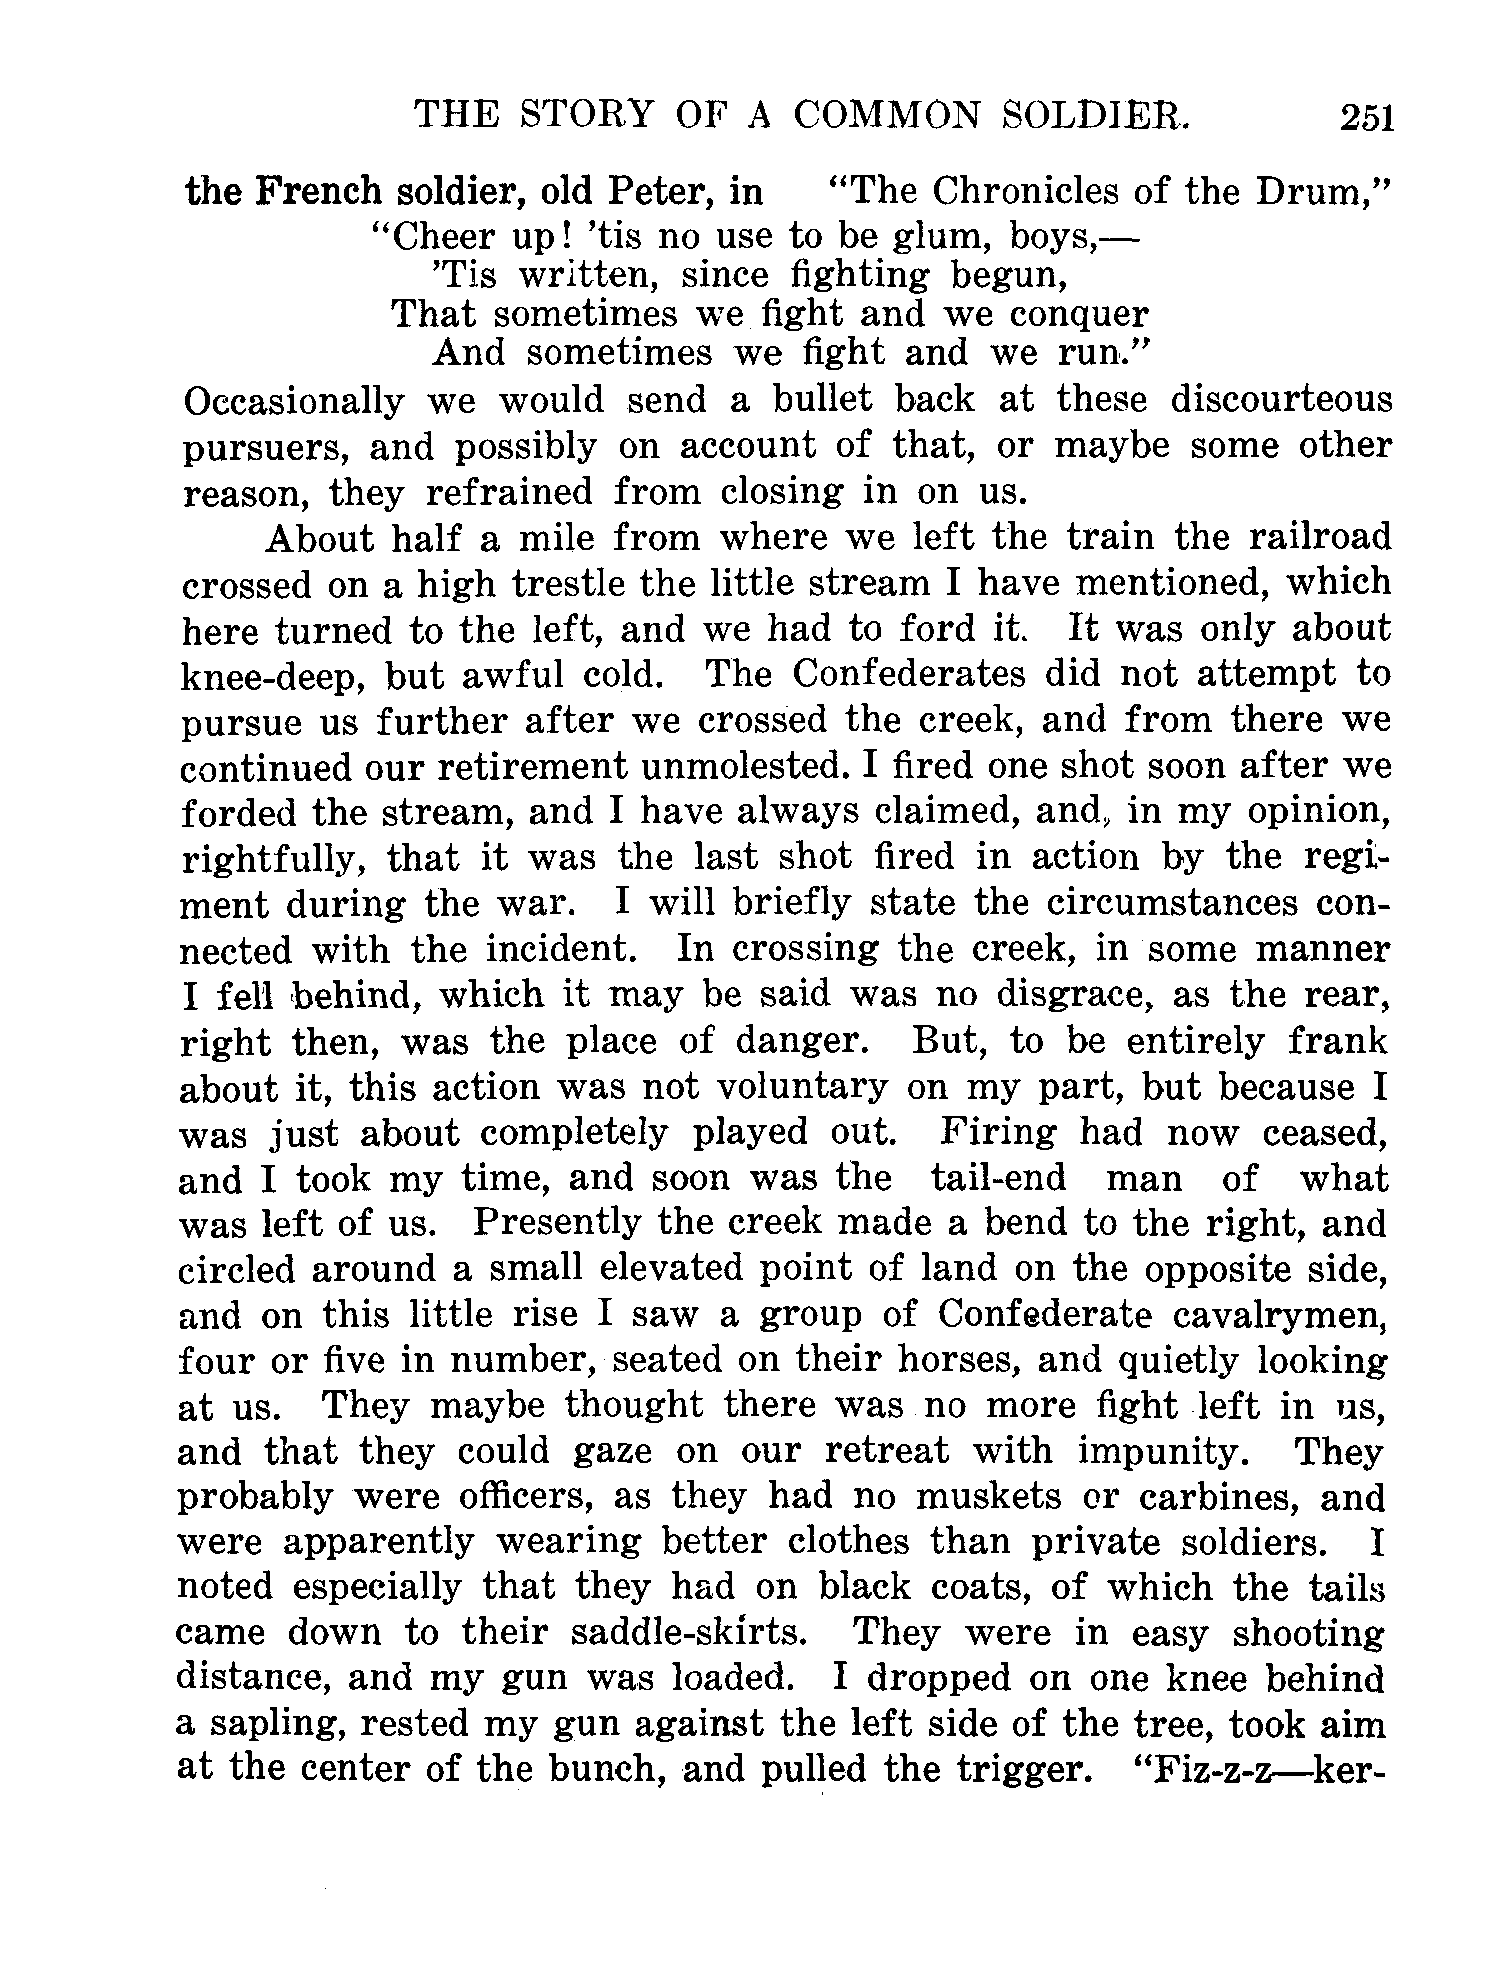 THE STORY OF A COMMON SOLDIER. 251
the French soldier, old Peter, in "The Chronicles of the Drum,"
"Cheer up! 'tis no use to be glum, boys,—
'Tis written, since fighting begun,
That sometimes we fight and we conquer
And sometimes we fight and we run."
Occasionally we would send a bullet back at these discourteous
pursuers, and possibly on account of that, or maybe some other
reason, they refrained from closing in on us.
About half a mile from where we left the train the railroad
crossed on a high trestle the little stream I have mentioned, which
here turned to the left, and we had to ford it. It was only about
knee-deep, but awful cold. The Confederates did not attempt to
pursue us further after we crossed the creek, and from there we
continued our retirement unmolested. I fired one shot soon after we
forded the stream, and I have always claimed, and, in my opinion,
rightfully, that it was the last shot fired in action by the regi-
ment during the war. I will briefly state the circumstances con-
nected with the incident. In crossing the creek, in some manner
I fell behind, which it may be said was no disgrace, as the rear,
right then, was the place of danger. But, to be entirely frank
about it, this action was not voluntary on my part, but because I
was just about completely played out. Firing had now ceased,
and I took my time, and soon was the tail-end man of what
was left of us. Presently the creek made a bend to the right, and
circled around a small elevated point of land on the opposite side,
and on this little rise I saw a group of Confederate cavalrymen,
four or five in number, seated on their horses, and quietly looking
at us. They maybe thought there was no more fight left in us,
and that they could gaze on our retreat with impunity. They
probably were officers, as they had no muskets or carbines, and
were apparently wearing better clothes than private soldiers. I
noted especially that they had on black coats, of which the tails
came down to their saddle-skirts. They were in easy shooting
distance, and my gun was loaded. I dropped on one knee behind
a sapling, rested my gun against the left side of the tree, took aim
at the center of the bunch, and pulled the trigger. "Fiz-z-z—ker-